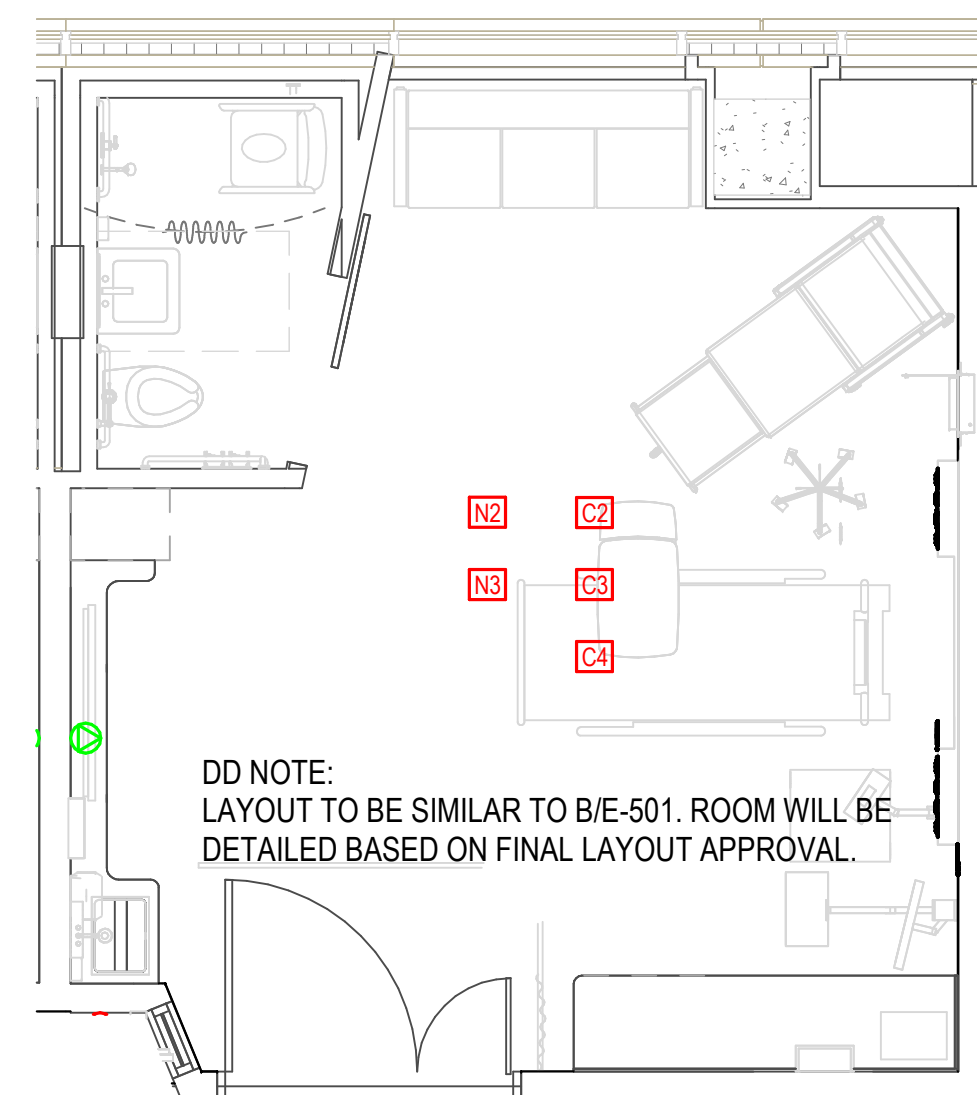 N2 C2
N3 C3
C4
DD NOTE:
LAYOUT TO BE SIMILAR TO B/E-501. ROOM WILL BE
DETAILED BASED ON FINAL LAYOUT APPROVAL.